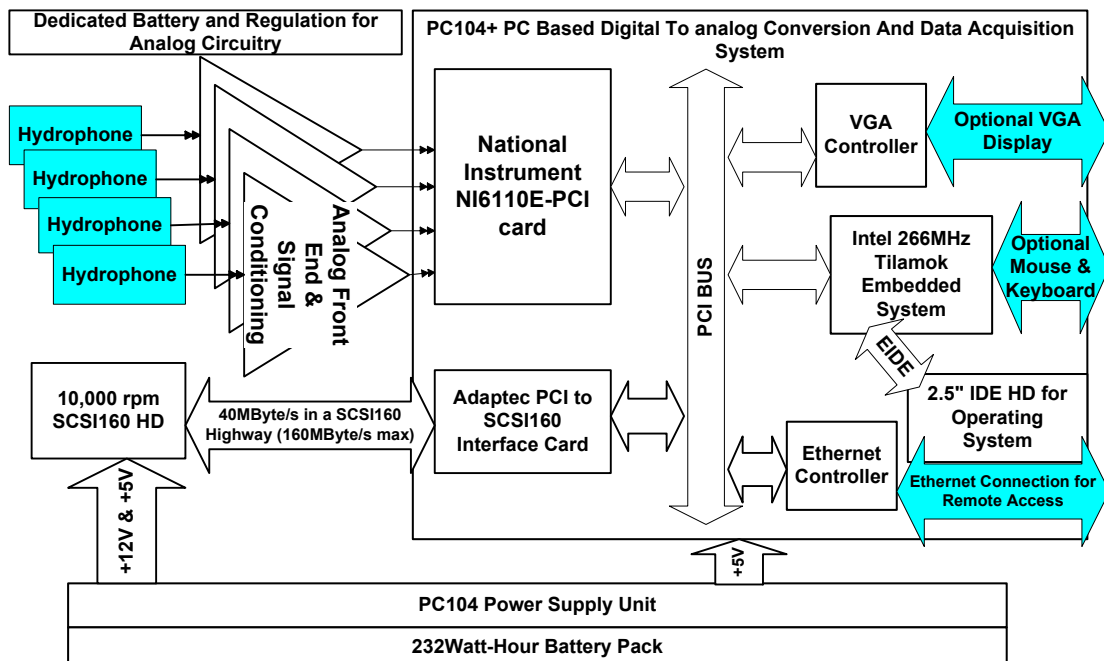 Dedicated Battery and Regulation for
Analog Circuitry
PC104+ PC Based Digital To analog Conversion And Data Acquisition
System
Hydrophone
Hydrophone
Hydrophone
Hydrophone
Analog Front
End &
Signal
Conditioning
National
Instrument
NI6110E-PCI
card
PCI BUS
VGA
Controller
Optional VGA
Display
Intel 266MHz
Tilamok
Embedded
System
Optional
Mouse &
Keyboard
EIDE
2.5" IDE HD for
Operating
System
10,000 rpm
SCSI160 HD
40MByte/s in a SCSI160
Highway (160MByte/s max)
Adaptec PCI to
SCSI160
Interface Card
Ethernet
Controller
Ethernet Connection for
Remote Access
+12V & +5V
+5V
PC104 Power Supply Unit
232Watt-Hour Battery Pack